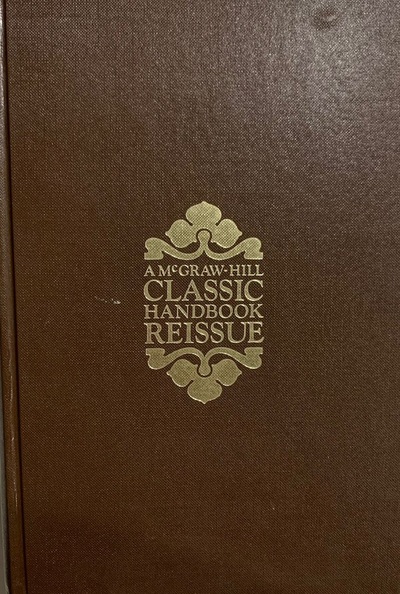 A McGRAW-HILL
CLASSIC
HANDBOOK
REISSUE